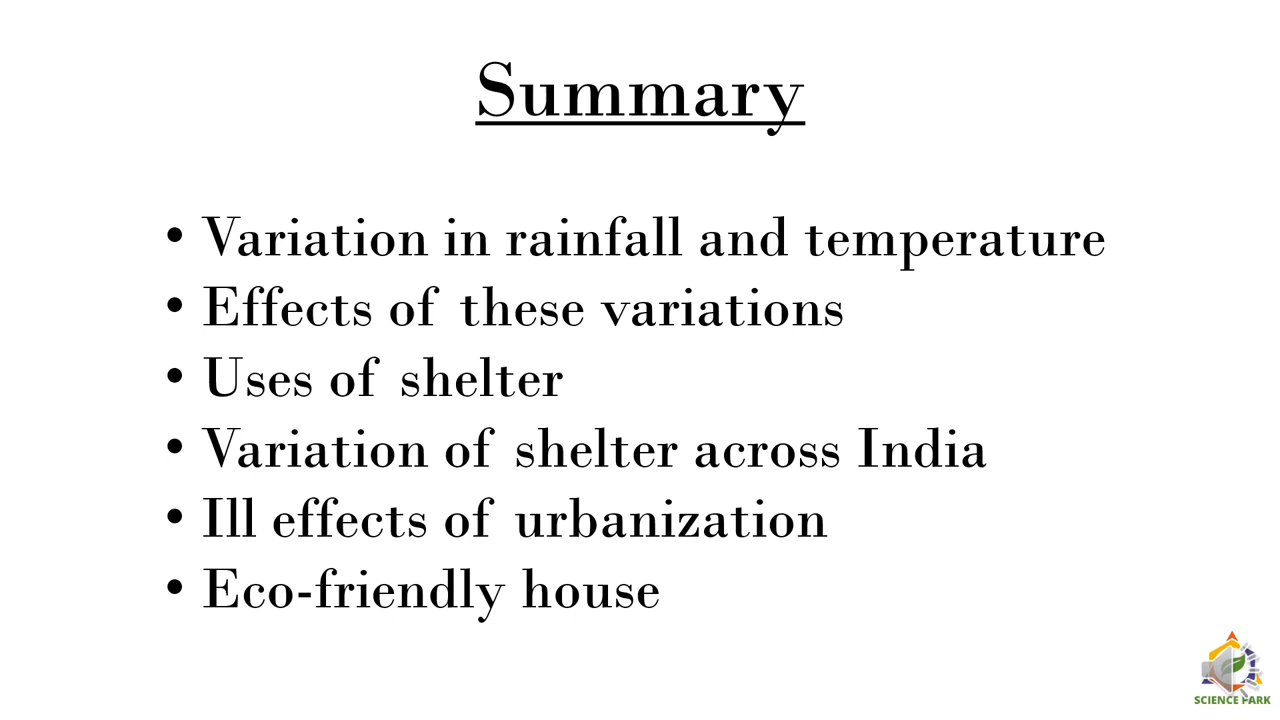 Summary
• Variation in rainfall and temperature
• Effects of these variations
• Uses of shelter
• Variation of shelter across India
• Ill effects of urbanization
• Eco-friendly house
SCIENCE PARK